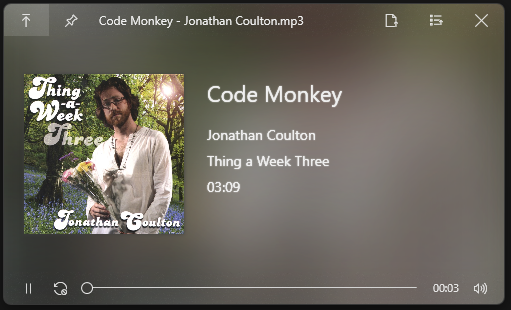 Code Monkey - Jonathan Coulton.mp3
Thing
-a-
Week
Three
Jonathan Coulton
Code Monkey
Jonathan Coulton
Thing a Week Three
03:09
00:03